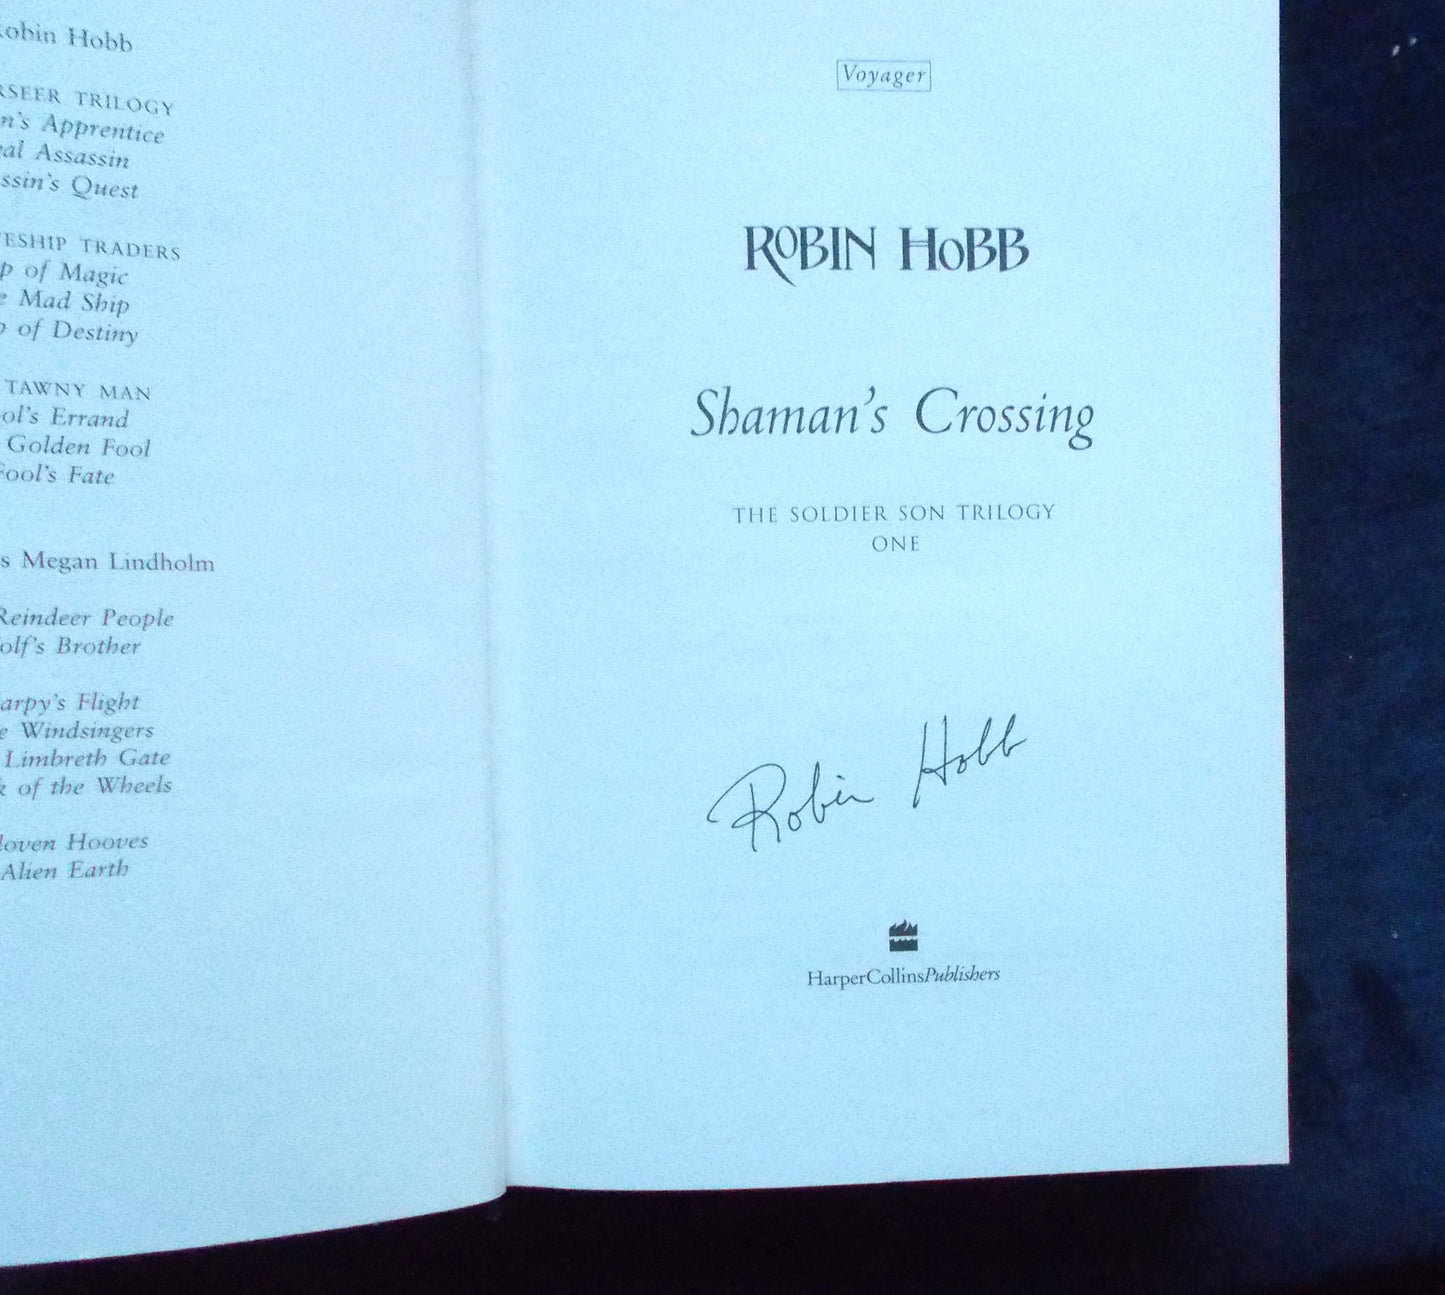 obin Hobb
RSEER TRILOGY
n's Apprentice
al Assassin
ssin's Quest
ESHIP TRADERS
p of Magic
e Mad Ship
p of Destiny
TAWNY MAN
ol's Errand
Golden Fool
ool's Fate
s Megan Lindholm
Reindeer People
olf's Brother
arpy's Flight
e Windsingers
Limbreth Gate
k of the Wheels
loven Hooves
Alien Earth
Voyager
ROBIN HOBB
Shaman's Crossing
THE SOLDIER SON TRILOGY
ONE
Robin Hobb
HarperCollinsPublishers